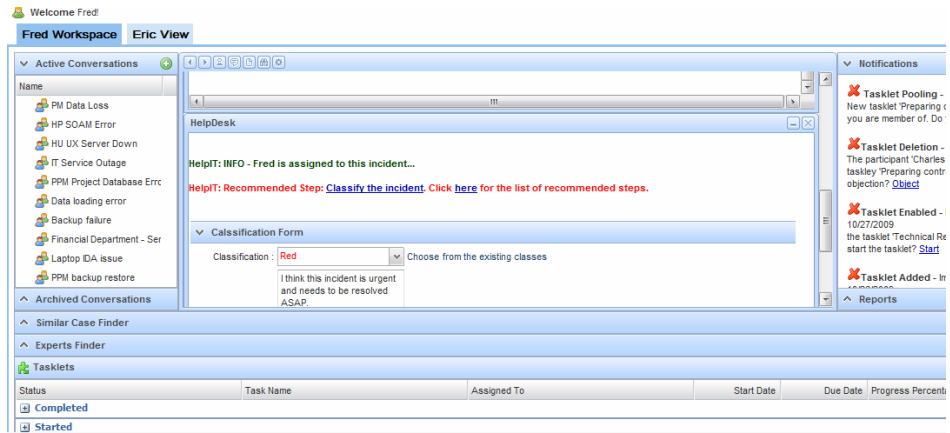 Welcome Fred!
Fred Workspace
Eric View
Active Conversations
Name
PM Data Loss
HP SOAM Error
HU UX Server Down
IT Service Outage
PPM Project Database Errc
Data loading error
Backup failure
Financial Department - Ser
Laptop IDA issue
PPM backup restore
Archived Conversations
HelpDesk
HelpIT: INFO - Fred is assigned to this incident...
HelpIT: Recommended Step: Classify the incident. Click here for the list of recommended steps.
Calssification Form
Classification : Red Choose from the existing classes
I think this incident is urgent
and needs to be resolved
ASAP.
Notifications
Tasklet Pooling -
New tasklet 'Preparing
you are member of. Do
Tasklet Deletion -
The participant 'Charles
taskley 'Preparing contr
objection? Object
Tasklet Enabled -
10/27/2009
the tasklet 'Technical Re
start the tasklet? Start
Tasklet Added - Im
Reports
Similar Case Finder
Experts Finder
Tasklets
Status Task Name Assigned To Start Date Due Date Progress Percenta
Completed
Started